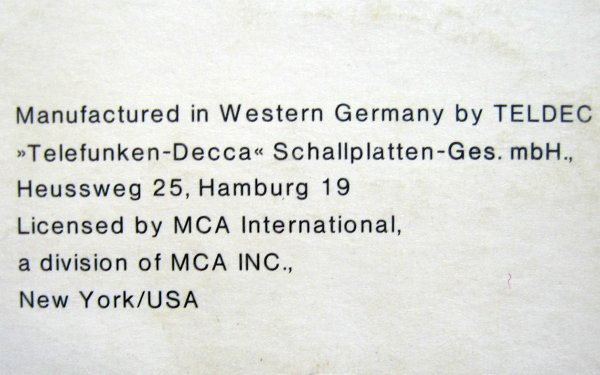 Manufactured in Western Germany by TELDEC
»Telefunken-Decca« Schallplatten-Ges. mbH.,
Heussweg 25, Hamburg 19
Licensed by MCA International,
a division of MCA INC.,
New York/USA